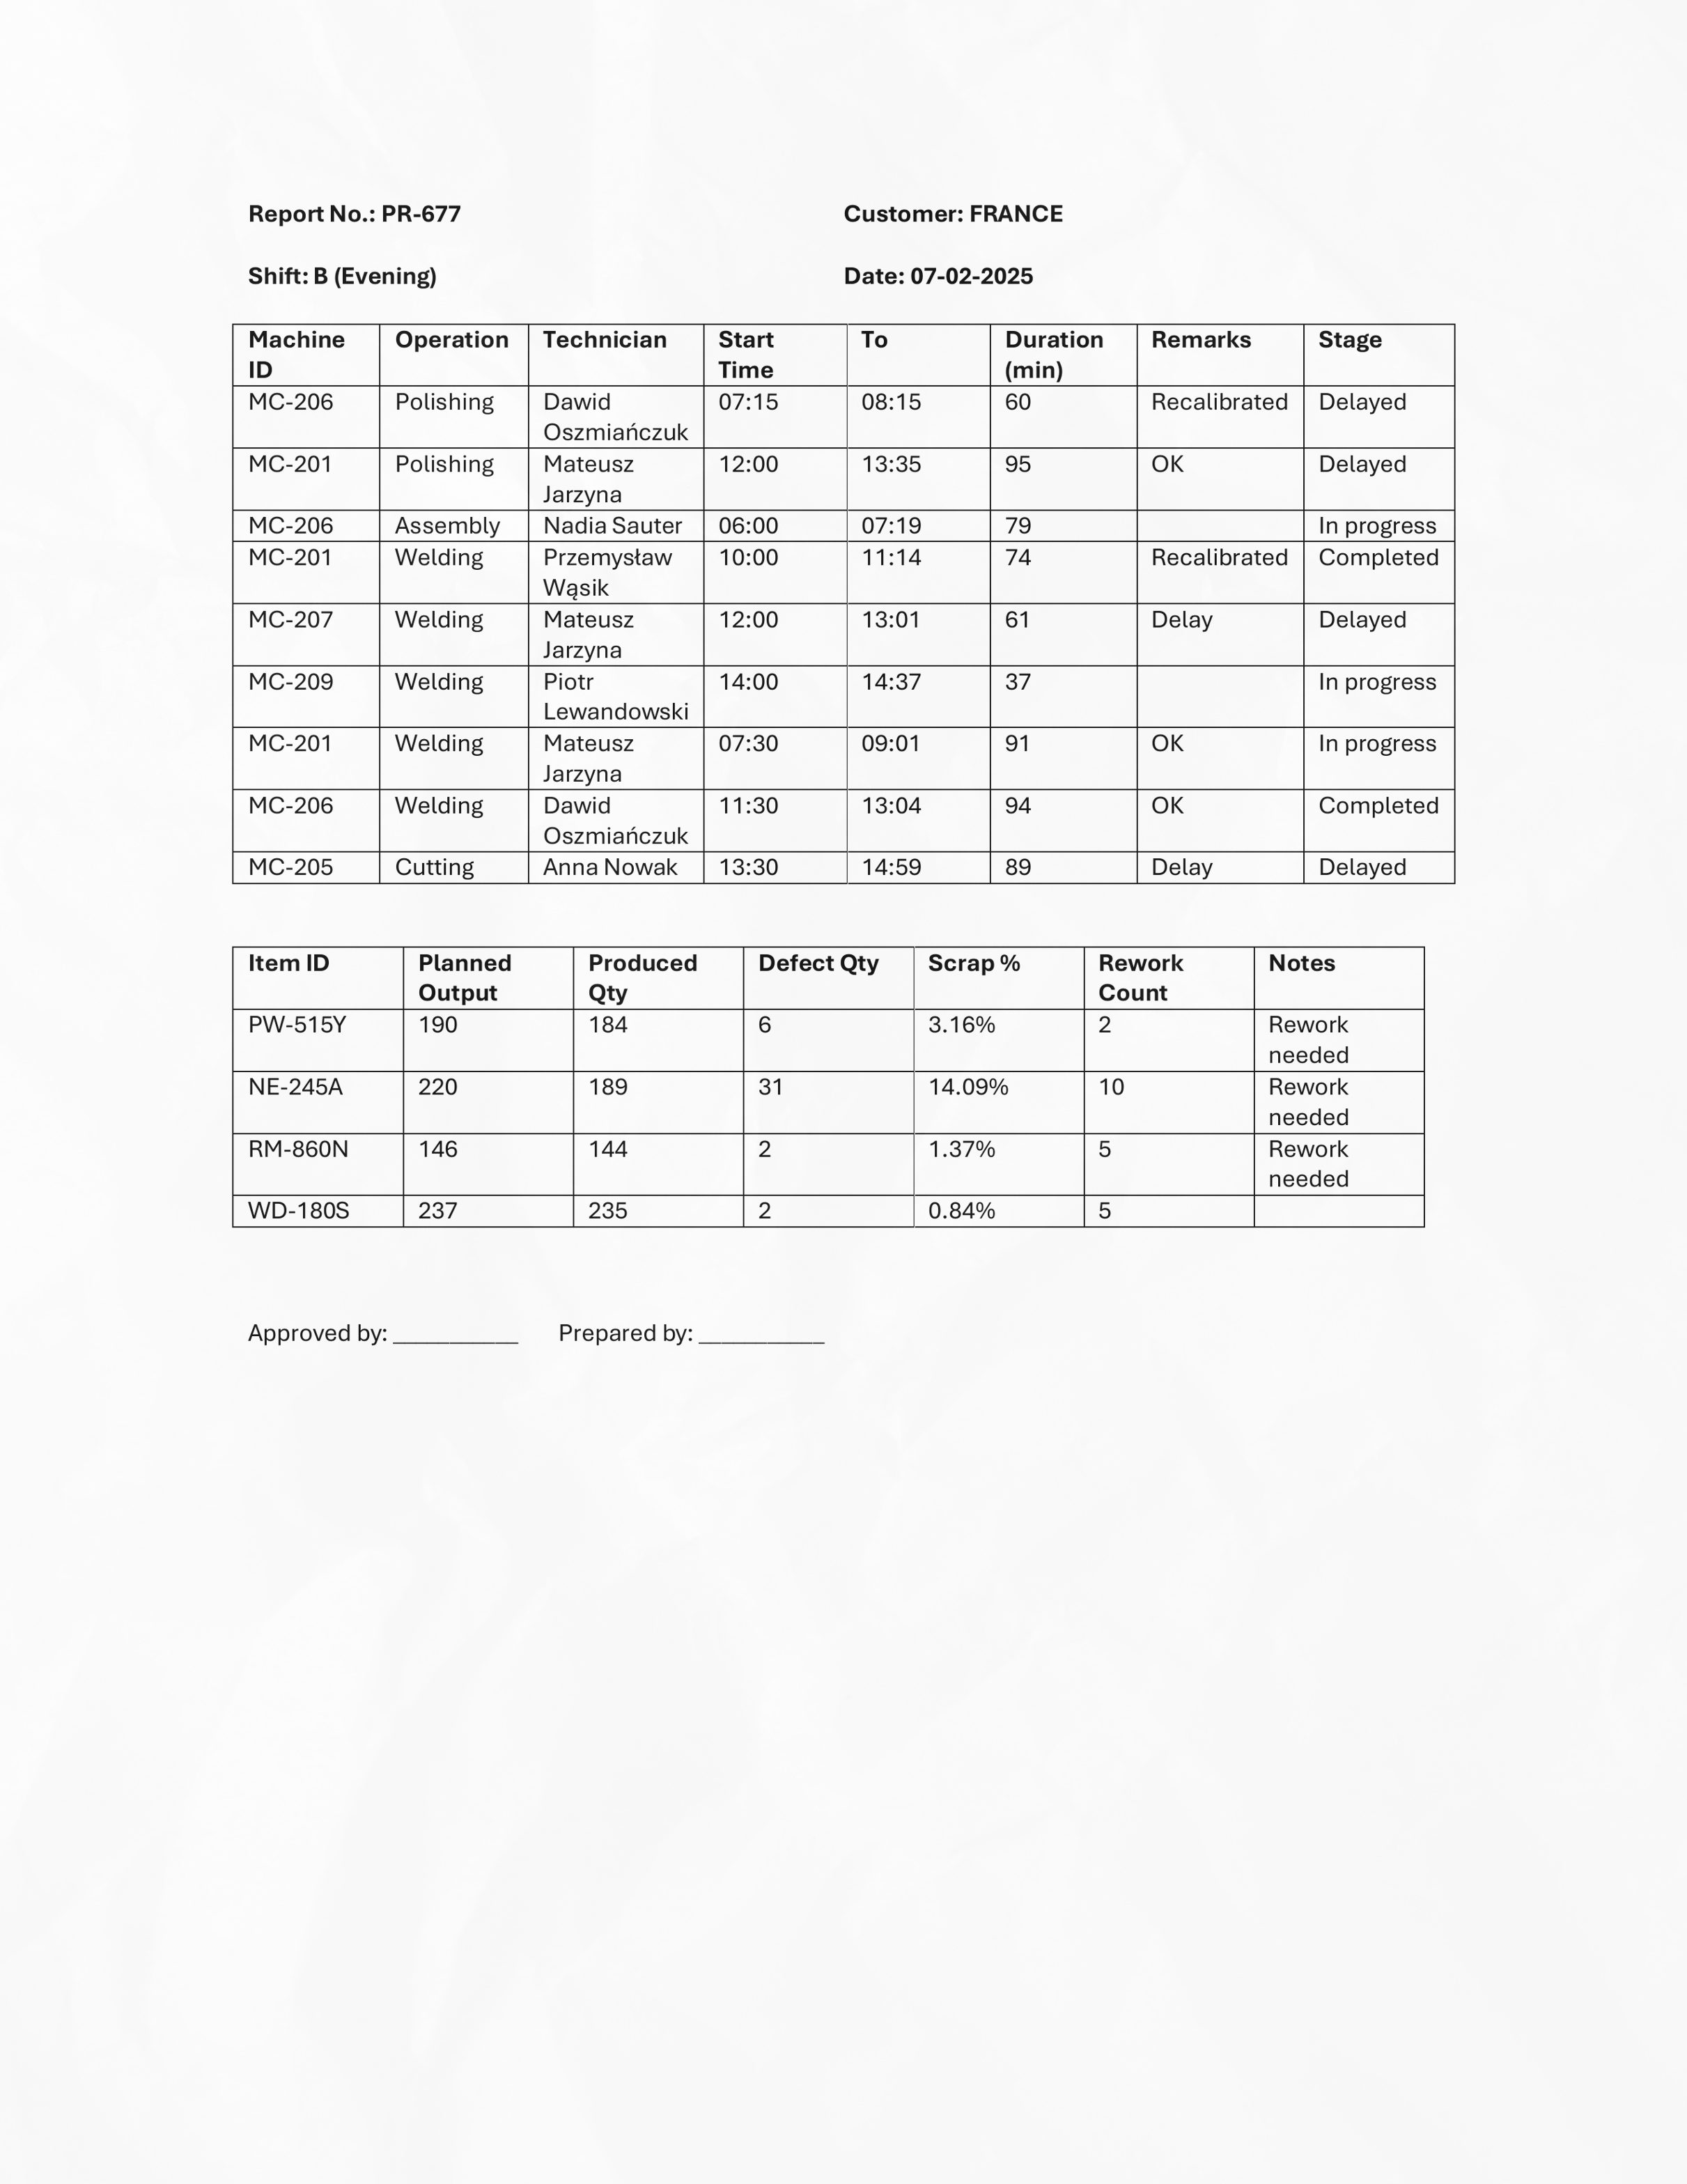 Report No.: PR-677 Customer: FRANCE
Shift: B (Evening) Date: 07-02-2025
Machine ID Operation Technician Start Time To Duration (min) Remarks Stage
MC-206 Polishing Dawid Oszmiańczuk 07:15 08:15 60 Recalibrated Delayed
MC-201 Polishing Mateusz Jarzyna 12:00 13:35 95 OK Delayed
MC-206 Assembly Nadia Sauter 06:00 07:19 79 In progress
MC-201 Welding Przemysław Wąsik 10:00 11:14 74 Recalibrated Completed
MC-207 Welding Mateusz Jarzyna 12:00 13:01 61 Delay Delayed
MC-209 Welding Piotr Lewandowski 14:00 14:37 37 In progress
MC-201 Welding Mateusz Jarzyna 07:30 09:01 91 OK In progress
MC-206 Welding Dawid Oszmiańczuk 11:30 13:04 94 OK Completed
MC-205 Cutting Anna Nowak 13:30 14:59 89 Delay Delayed
Item ID Planned Output Produced Qty Defect Qty Scrap % Rework Count Notes
PW-515Y 190 184 6 3.16% 2 Rework needed
NE-245A 220 189 31 14.09% 10 Rework needed
RM-860N 146 144 2 1.37% 5 Rework needed
WD-180S 237 235 2 0.84% 5
Approved by: __________ Prepared by: __________